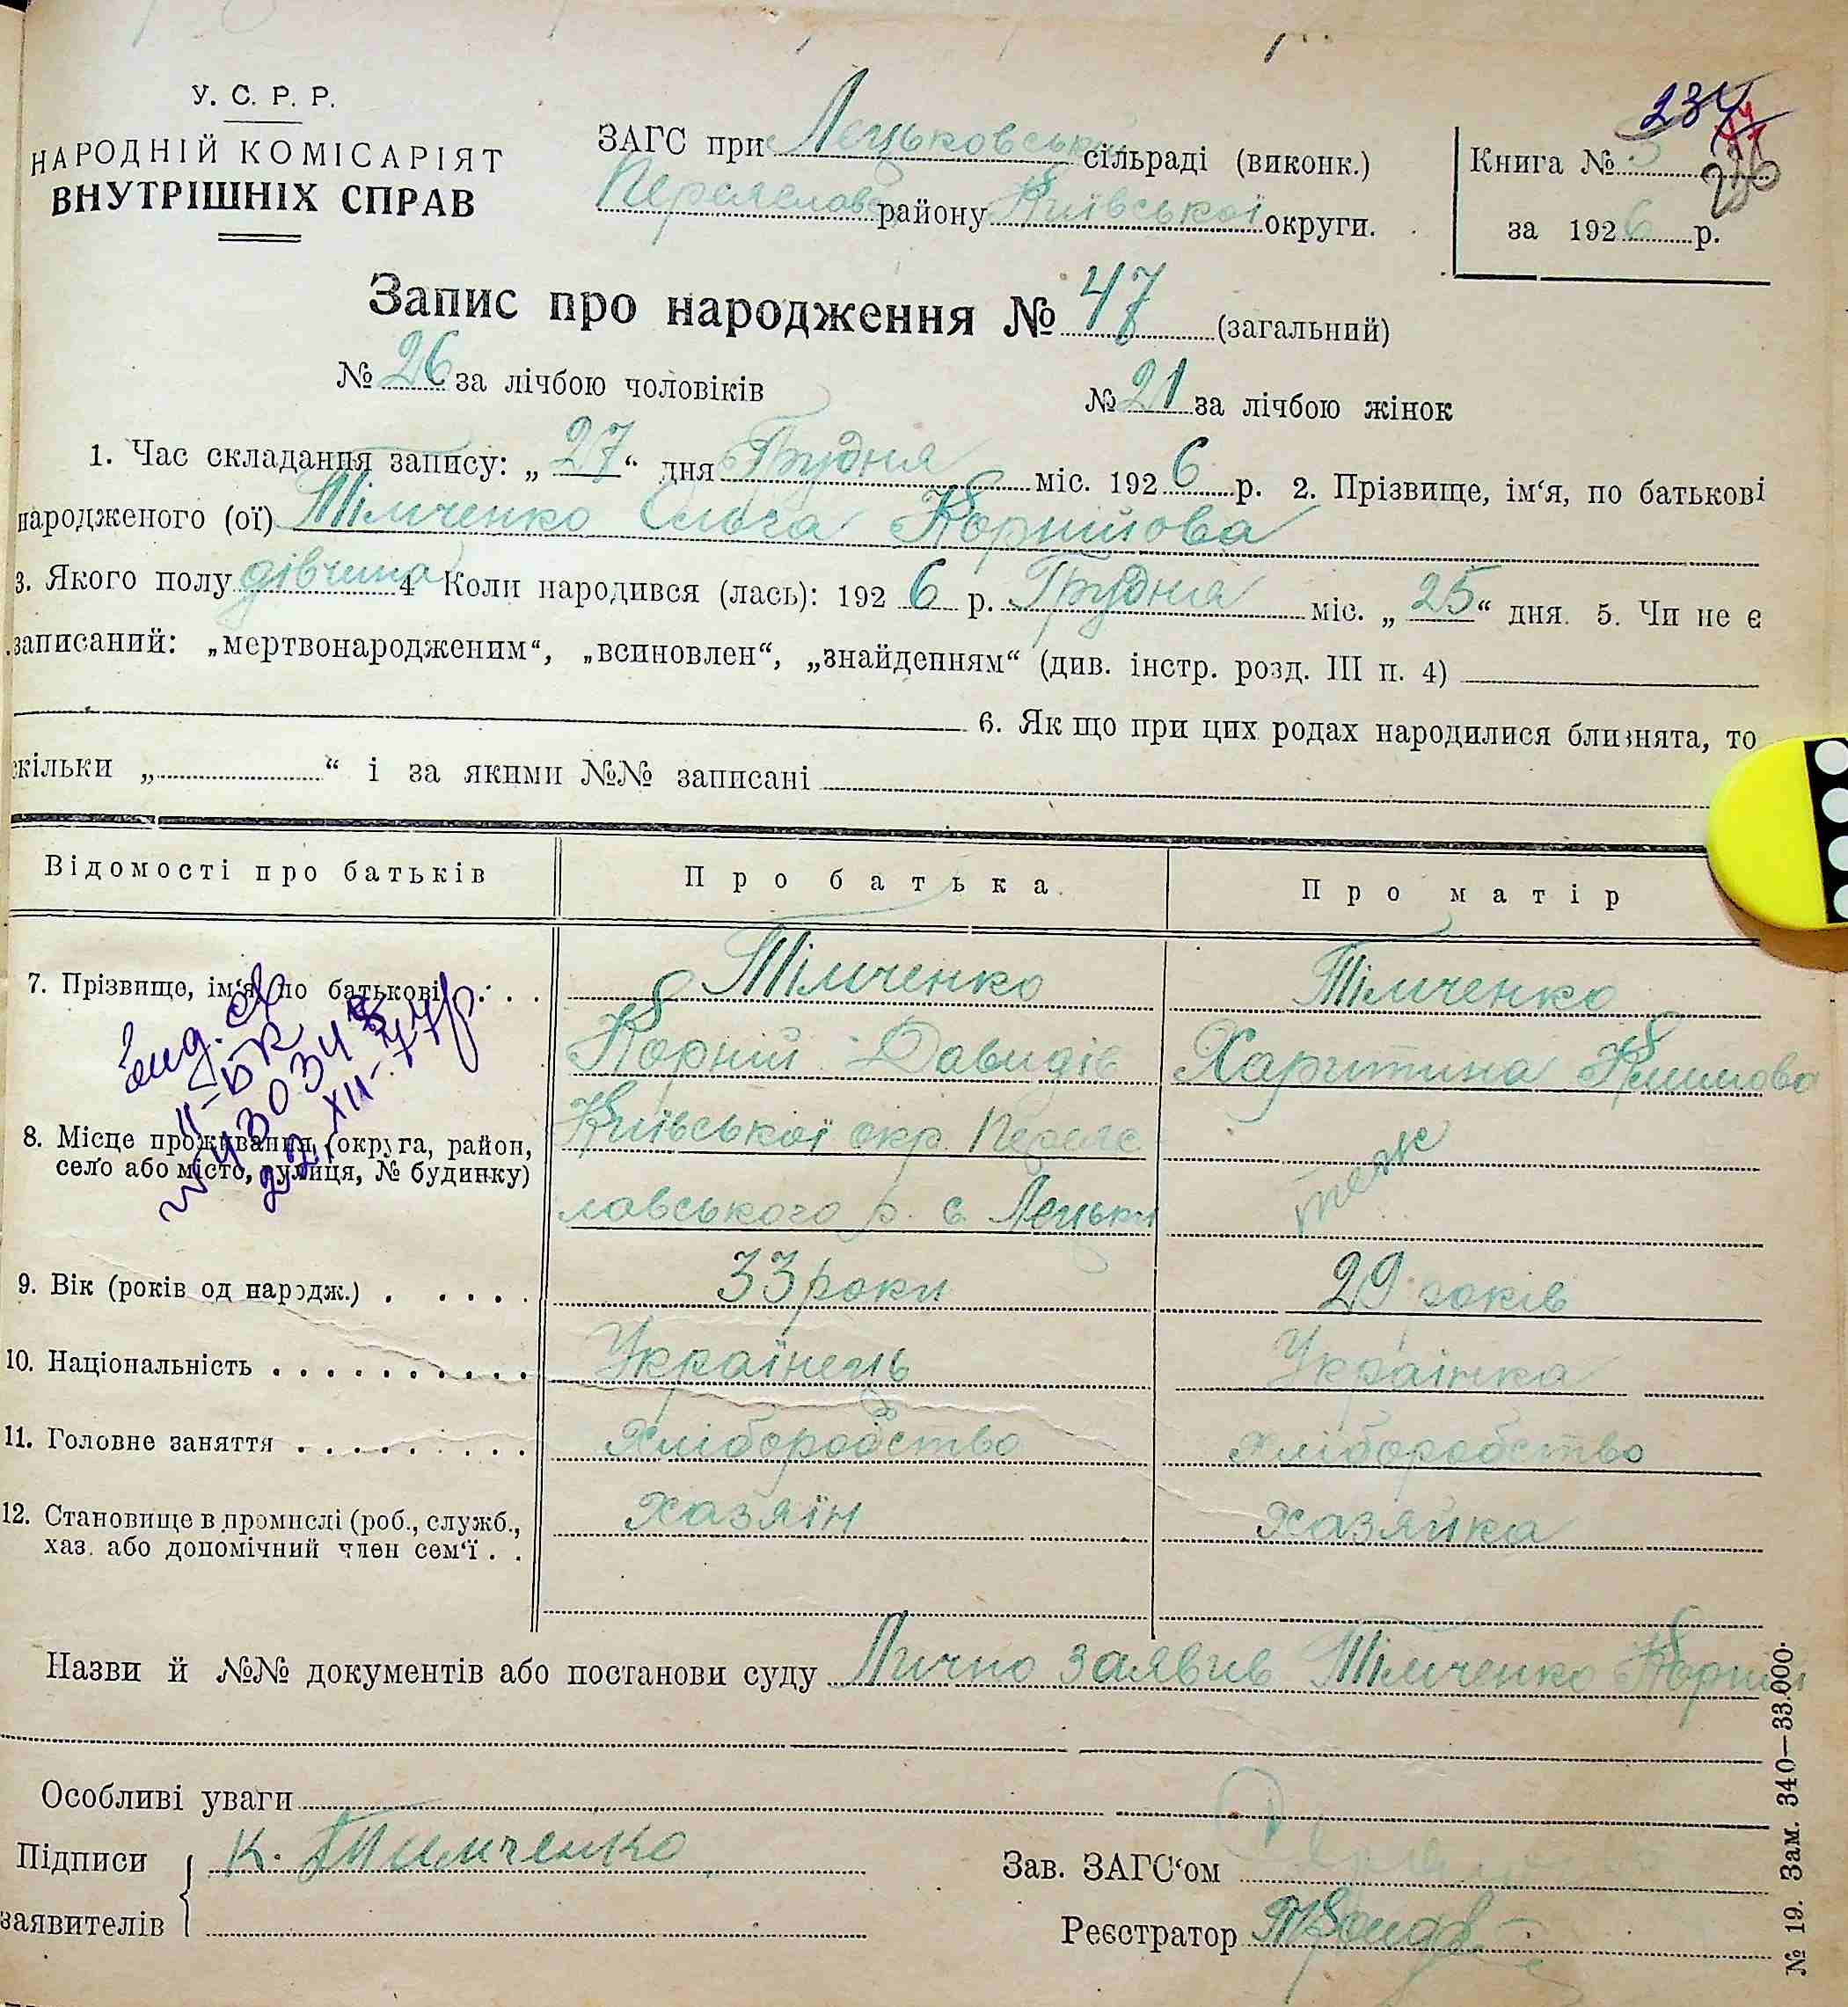 У. С. Р. Р.
НАРОДНІЙ КОМІСАРІЯТ
ВНУТРІШНІХ СПРАВ
ЗАГС при Лецьковській сільраді (виконк.)
Переяславс району Київської округи.
234
Книга №
за 1926 р.
Запис про народження № 47 (загальний)
№ 26 за лічбою чоловіків № 21 за лічбою жінок
1. Час складання запису: „27“ дня Грудня міс. 1926 р. 2. Прізвище, ім‘я, по батькові
народженого (ої) Тімченко Ольга Корнійова
3. Якого полу дівчина 4 Коли народився (лась): 1926 р. Грудня міс. „25“ дня. 5. Чи не є
записаний: „мертвонародженим“, „всиновлен“, „знайденням“ (див. інстр. розд. III п. 4)
6. Як що при цих родах народилися близнята, то
скільки „ “ і за якими №№ записані
Відомості про батьків Про батька. Про матір
7. Прізвище, ім‘я, по батькові . . . Тімченко Тімченко
Корній Давидів Харитина Климова
8. Місце проживання, (округа, район, село або місто, вулиця, № будинку) Київської окр. Переяс теж
лавського р. с. Лецьки
9. Вік (років од народж.) . . . . . 33 роки 29 років
10. Національність . . . . . . . . . . Українець Українка
11. Головне заняття . . . . . . . . . Хліборобство Хліборобство
12. Становище в промислі (роб., служб., хаз. або допомічний член сем‘ї . . Хазяїн Хазяйка
Назви й №№ документів або постанови суду Лично заявив Тімченко Корній
Особливі уваги
Підписи К. Тимченко
заявителів
Зав. ЗАГС‘ом
Реєстратор
№ 19. Зам. 340—33.000.